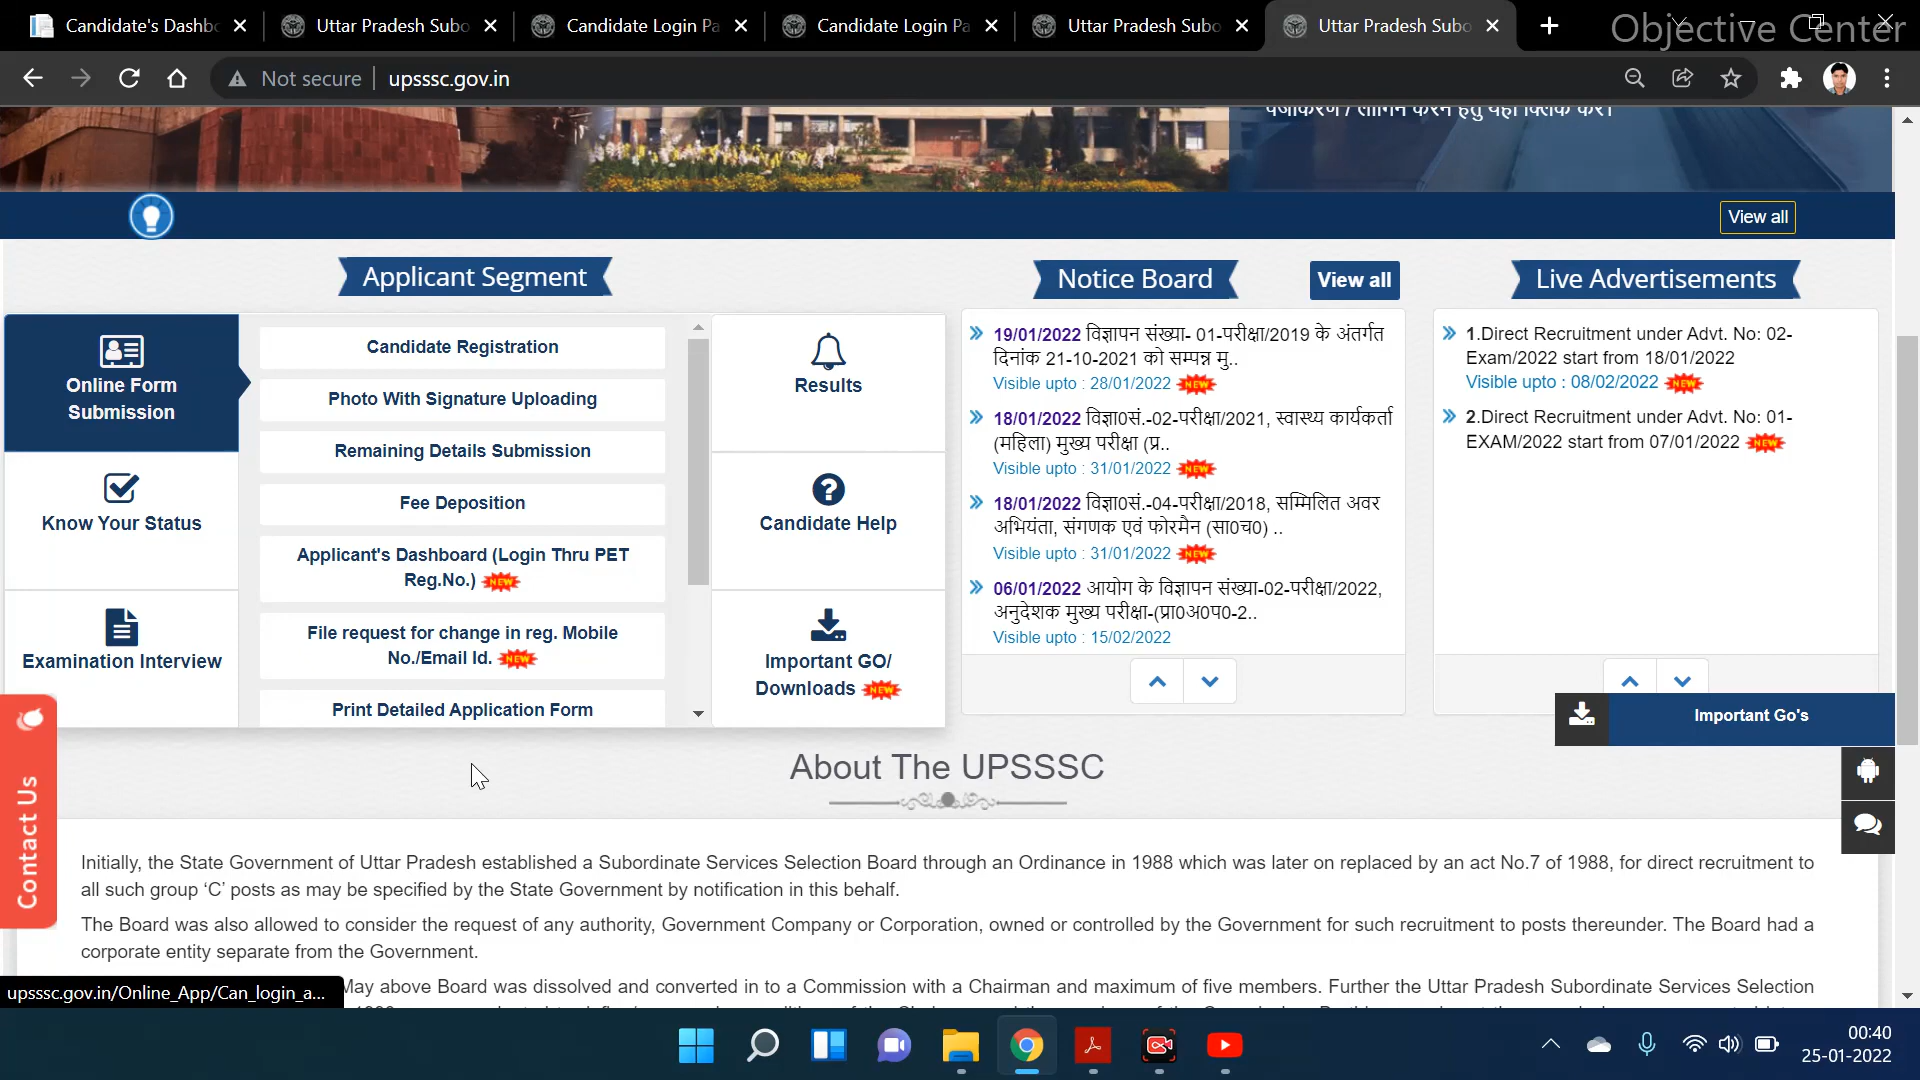 Candidate's Dashb
Uttar Pradesh Subo
Candidate Login Pa
Candidate Login Pa
Uttar Pradesh Subo
Uttar Pradesh Subo
Objective Center
Not secure
upsssc.gov.in
पंजीकरण / लॉगिन करने हेतु यहाँ क्लिक करें
View all
Applicant Segment
Online Form
Submission
Know Your Status
Examination Interview
Candidate Registration
Photo With Signature Uploading
Remaining Details Submission
Fee Deposition
Applicant's Dashboard (Login Thru PET
Reg.No.) NEW
File request for change in reg. Mobile
No./Email Id. NEW
Print Detailed Application Form
Results
Candidate Help
Important GO/
Downloads NEW
Notice Board
View all
19/01/2022 विज्ञापन संख्या- 01-परीक्षा/2019 के अंतर्गत
दिनांक 21-10-2021 को सम्पन्न मु..
Visible upto : 28/01/2022 NEW
18/01/2022 विज्ञा0सं.-02-परीक्षा/2021, स्वास्थ्य कार्यकर्ता
(महिला) मुख्य परीक्षा (प्र..
Visible upto : 31/01/2022 NEW
18/01/2022 विज्ञा0सं.-04-परीक्षा/2018, सम्मिलित अवर
अभियंता, संगणक एवं फोरमैन (सा0च0) ..
Visible upto : 31/01/2022 NEW
06/01/2022 आयोग के विज्ञापन संख्या-02-परीक्षा/2022,
अनुदेशक मुख्य परीक्षा-(प्रा0अ0प0-2..
Visible upto : 15/02/2022
Live Advertisements
1.Direct Recruitment under Advt. No: 02-
Exam/2022 start from 18/01/2022
Visible upto : 08/02/2022 NEW
2.Direct Recruitment under Advt. No: 01-
EXAM/2022 start from 07/01/2022 NEW
Important Go's
Contact Us
About The UPSSSC
Initially, the State Government of Uttar Pradesh established a Subordinate Services Selection Board through an Ordinance in 1988 which was later on replaced by an act No.7 of 1988, for direct recruitment to
all such group ‘C’ posts as may be specified by the State Government by notification in this behalf.
The Board was also allowed to consider the request of any authority, Government Company or Corporation, owned or controlled by the Government for such recruitment to posts thereunder. The Board had a
corporate entity separate from the Government.
May above Board was dissolved and converted in to a Commission with a Chairman and maximum of five members. Further the Uttar Pradesh Subordinate Services Selection
upsssc.gov.in/Online_App/Can_login_a...
00:40
25-01-2022